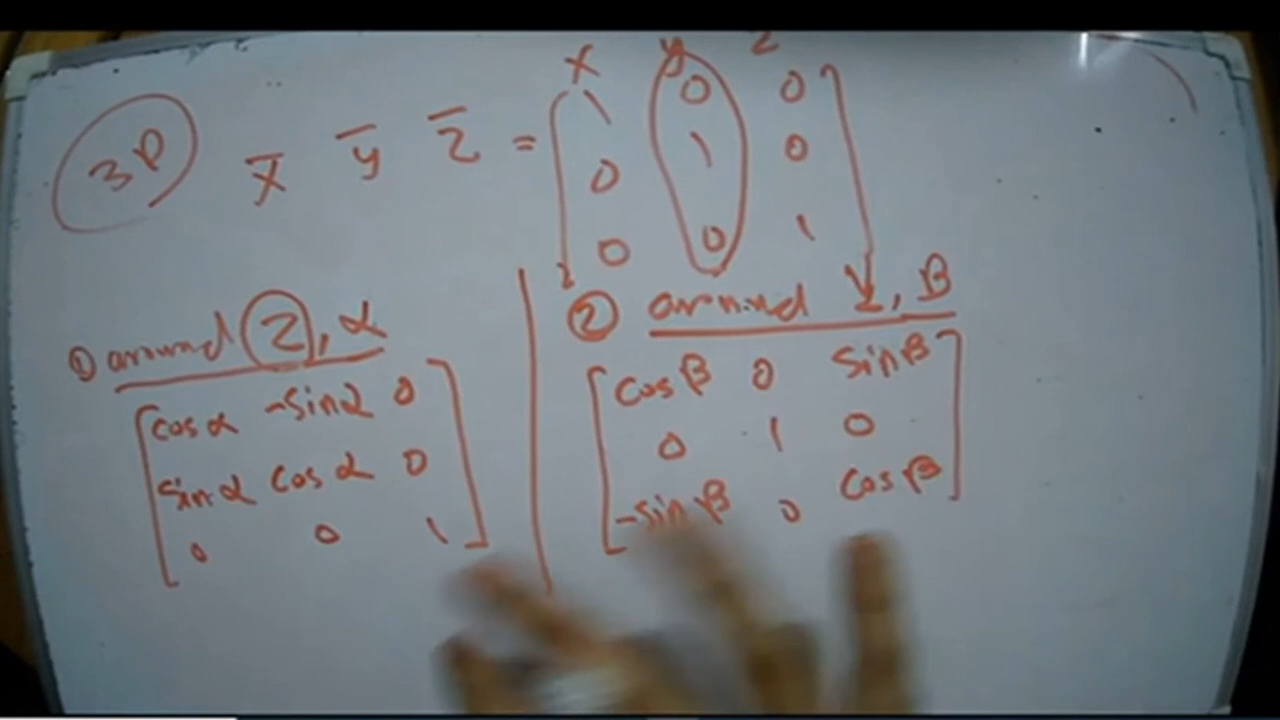 X y z
3D X̄ ȳ z̄ = [1 0 0
0 1 0
0 0 1]
① around Z, α
[cos α -sin α 0
sin α cos α 0
0 0 1]
② around Y, β
[cos β 0 sin β
0 1 0
-sin β 0 cos β]